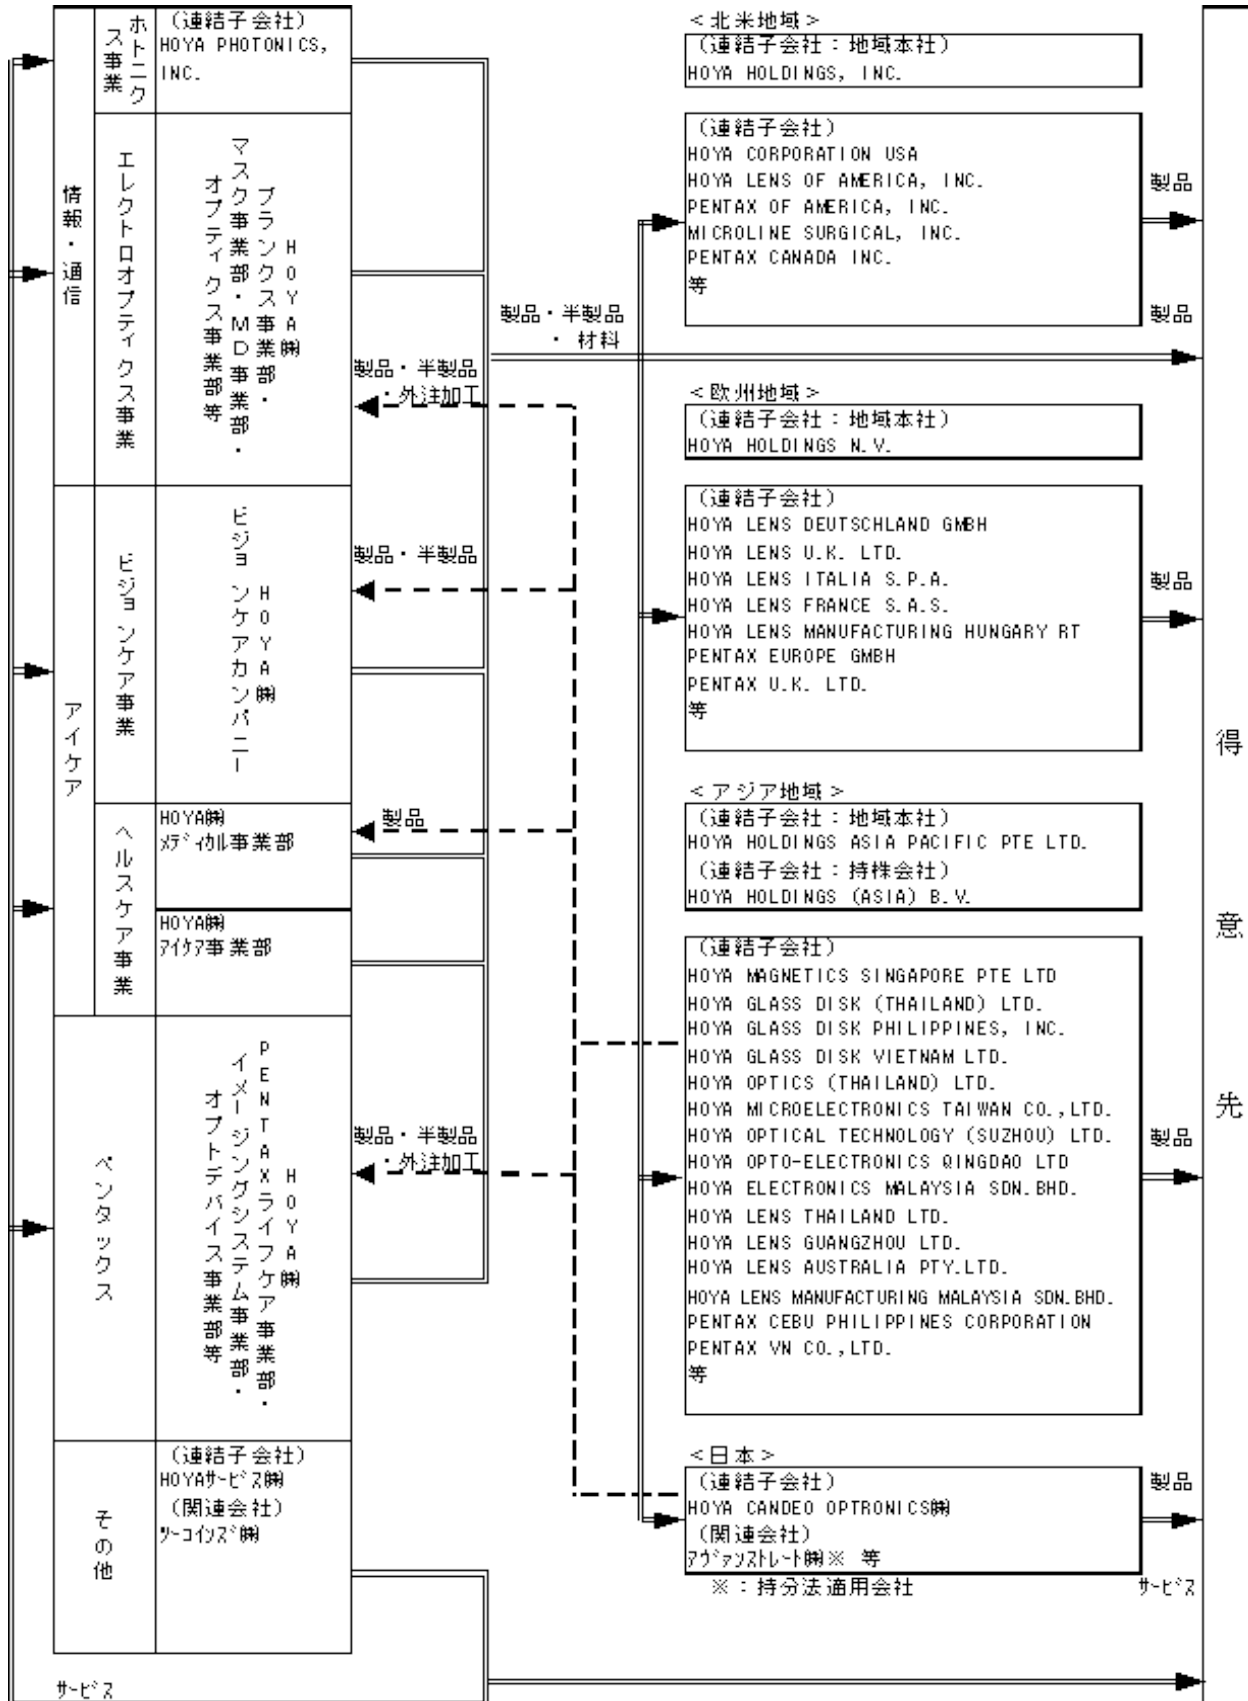 情報・通信
ホトニクス事業
（連結子会社）
HOYA PHOTONICS,
INC.
エレクトロオプティクス事業
HOYA㈱
ブランクス事業部・
マスク事業部・MD事業部・
オプティクス事業部等
アイケア
ビジョンケア事業
HOYA㈱
ビジョンケアカンパニー
ヘルスケア事業
HOYA㈱
ﾒﾃﾞｨｶﾙ事業部
HOYA㈱
ｱｲｹｱ事業部
ペンタックス
HOYA㈱
PENTAXライフケア事業部・
イメージングシステム事業部・
オプトデバイス事業部等
その他
（連結子会社）
HOYAｻｰﾋﾞｽ㈱
（関連会社）
ﾂｰｺｲﾝｽﾞ㈱
サービス
製品・半製品
・外注加工
製品・半製品
製品
製品・半製品
・外注加工
製品・半製品
・材料
＜北米地域＞
（連結子会社：地域本社）
HOYA HOLDINGS, INC.
（連結子会社）
HOYA CORPORATION USA
HOYA LENS OF AMERICA, INC.
PENTAX OF AMERICA, INC.
MICROLINE SURGICAL, INC.
PENTAX CANADA INC.
等
製品
製品
＜欧州地域＞
（連結子会社：地域本社）
HOYA HOLDINGS N.V.
（連結子会社）
HOYA LENS DEUTSCHLAND GMBH
HOYA LENS U.K. LTD.
HOYA LENS ITALIA S.P.A.
HOYA LENS FRANCE S.A.S.
HOYA LENS MANUFACTURING HUNGARY RT
PENTAX EUROPE GMBH
PENTAX U.K. LTD.
等
製品
＜アジア地域＞
（連結子会社：地域本社）
HOYA HOLDINGS ASIA PACIFIC PTE LTD.
（連結子会社：持株会社）
HOYA HOLDINGS (ASIA) B.V.
（連結子会社）
HOYA MAGNETICS SINGAPORE PTE LTD
HOYA GLASS DISK (THAILAND) LTD.
HOYA GLASS DISK PHILIPPINES, INC.
HOYA GLASS DISK VIETNAM LTD.
HOYA OPTICS (THAILAND) LTD.
HOYA MICROELECTRONICS TAIWAN CO.,LTD.
HOYA OPTICAL TECHNOLOGY (SUZHOU) LTD.
HOYA OPTO-ELECTRONICS QINGDAO LTD
HOYA ELECTRONICS MALAYSIA SDN.BHD.
HOYA LENS THAILAND LTD.
HOYA LENS GUANGZHOU LTD.
HOYA LENS AUSTRALIA PTY.LTD.
HOYA LENS MANUFACTURING MALAYSIA SDN.BHD.
PENTAX CEBU PHILIPPINES CORPORATION
PENTAX VN CO.,LTD.
等
製品
＜日本＞
（連結子会社）
HOYA CANDEO OPTRONICS㈱
（関連会社）
ｱｳﾞｧﾝｽﾄﾚｰﾄ㈱※ 等
※：持分法適用会社
製品
ｻｰﾋﾞｽ
得意先